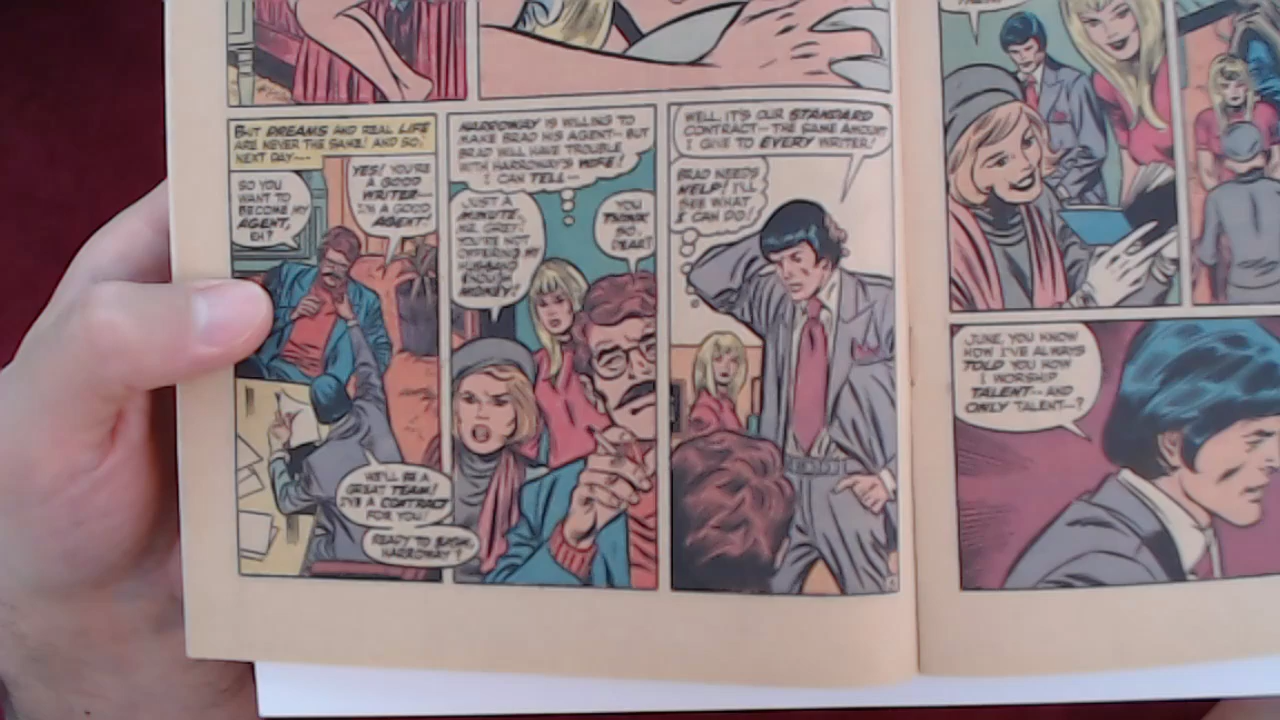 BUT DREAMS AND REAL LIFE
ARE NEVER THE SAME! AND SO,
NEXT DAY--
SO YOU
WANT TO
BECOME MY
AGENT,
EH?
YES! YOU'RE
A GOOD
WRITER--
I'M A GOOD
AGENT!
WE'LL BE A
GREAT TEAM!
I'VE A CONTRACT
FOR YOU!
READY TO SIGN,
HARROWAY?
HARROWAY IS WILLING TO
MAKE BRAD HIS AGENT-- BUT
BRAD WILL HAVE TROUBLE
WITH HARROWAY'S WIFE!
I CAN TELL--
JUST A
MINUTE,
MR. GREY!
YOU'RE NOT
OFFERING MY
HUSBAND
ENOUGH
MONEY!
YOU
THINK
SO,
DEAR?
WELL, IT'S OUR STANDARD
CONTRACT-- THE SAME AMOUNT
I GIVE TO EVERY WRITER!
BRAD NEEDS
HELP! I'LL
SEE WHAT
I CAN DO!
JUNE, YOU KNOW
HOW I'VE ALWAYS
TOLD YOU HOW
I WORSHIP
TALENT-- AND
ONLY TALENT--?